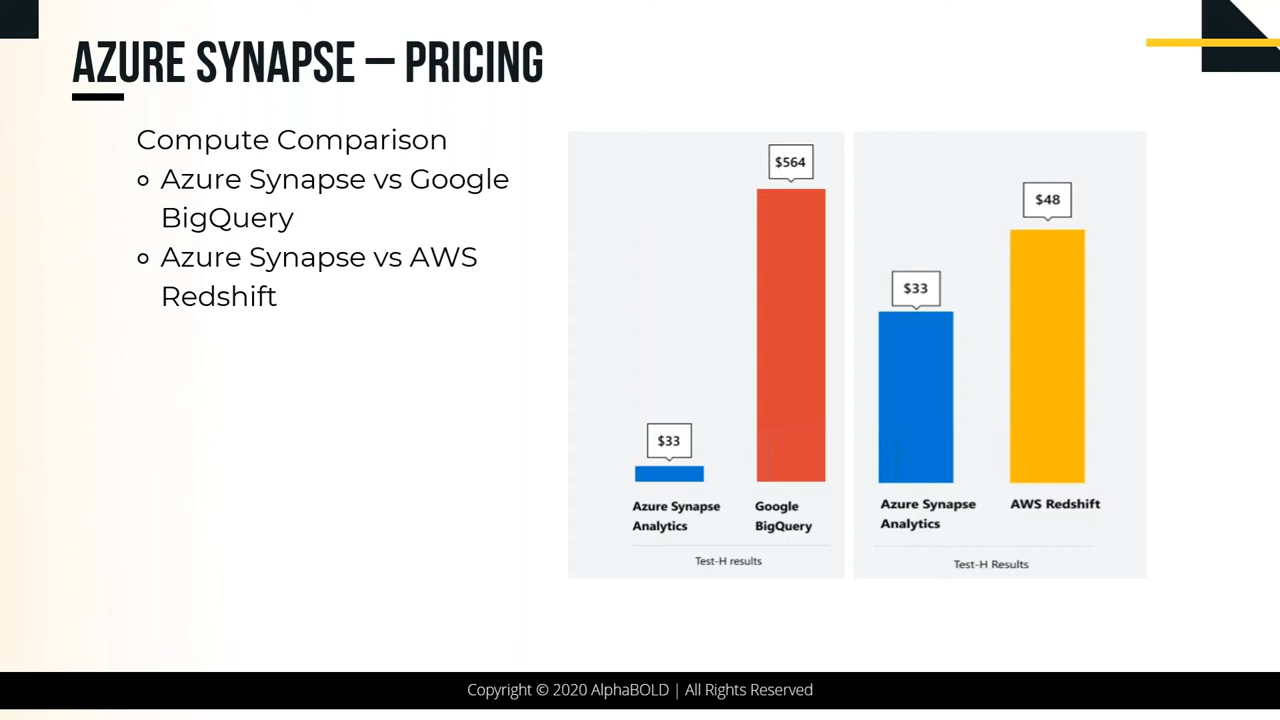 AZURE SYNAPSE – PRICING
Compute Comparison
Azure Synapse vs Google
BigQuery
Azure Synapse vs AWS
Redshift
$564
$33
Azure Synapse
Analytics
Google
BigQuery
Test-H results
$48
$33
Azure Synapse
Analytics
AWS Redshift
Test-H Results
Copyright © 2020 AlphaBOLD | All Rights Reserved